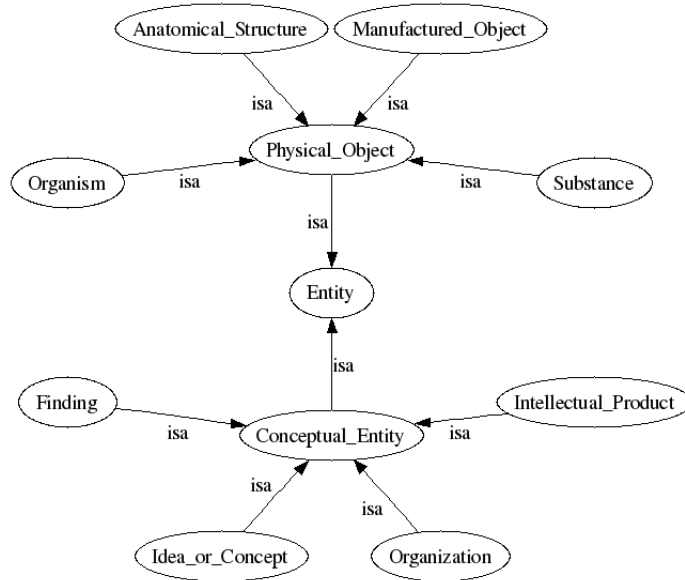 Anatomical_Structure
Manufactured_Object
isa
isa
Physical_Object
Organism
isa
isa
Substance
isa
Entity
isa
Finding
Intellectual_Product
isa
Conceptual_Entity
isa
isa
isa
Idea_or_Concept
Organization